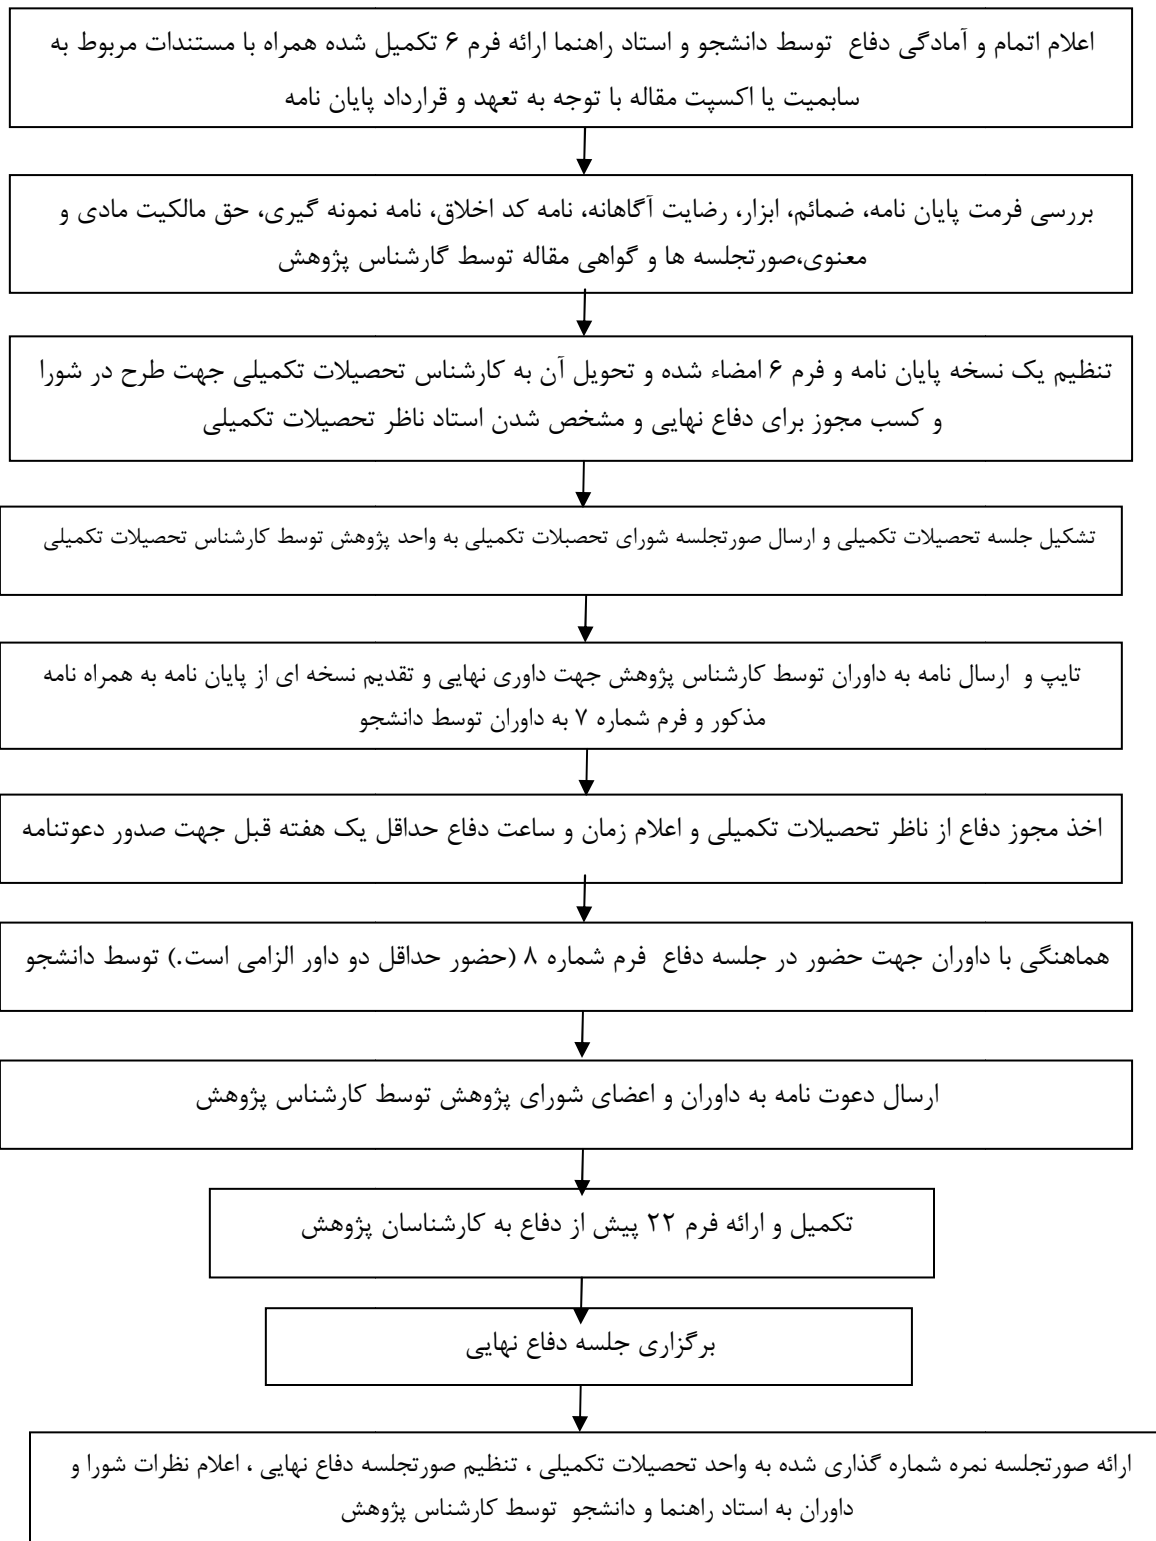 اعلام اتمام و آمادگی دفاع توسط دانشجو و استاد راهنما ارائه فرم ۶ تکمیل شده همراه با مستندات مربوط به
سابمیت یا اکسپت مقاله با توجه به تعهد و قرارداد پایان نامه
بررسی فرمت پایان نامه، ضمائم، ابزار، رضایت آگاهانه، نامه کد اخلاق، نامه نمونه گیری، حق مالکیت مادی و
معنوی،صورتجلسه ها و گواهی مقاله توسط گارشناس پژوهش
تنظیم یک نسخه پایان نامه و فرم ۶ امضاء شده و تحویل آن به کارشناس تحصیلات تکمیلی جهت طرح در شورا
و کسب مجوز برای دفاع نهایی و مشخص شدن استاد ناظر تحصیلات تکمیلی
تشکیل جلسه تحصیلات تکمیلی و ارسال صورتجلسه شورای تحصبلات تکمیلی به واحد پژوهش توسط کارشناس تحصیلات تکمیلی
تایپ و ارسال نامه به داوران توسط کارشناس پژوهش جهت داوری نهایی و تقدیم نسخه ای از پایان نامه به همراه نامه
مذکور و فرم شماره ۷ به داوران توسط دانشجو
اخذ مجوز دفاع از ناظر تحصیلات تکمیلی و اعلام زمان و ساعت دفاع حداقل یک هفته قبل جهت صدور دعوتنامه
هماهنگی با داوران جهت حضور در جلسه دفاع فرم شماره ۸ (حضور حداقل دو داور الزامی است.) توسط دانشجو
ارسال دعوت نامه به داوران و اعضای شورای پژوهش توسط کارشناس پژوهش
تکمیل و ارائه فرم ۲۲ پیش از دفاع به کارشناسان پژوهش
برگزاری جلسه دفاع نهایی
ارائه صورتجلسه نمره شماره گذاری شده به واحد تحصیلات تکمیلی ، تنظیم صورتجلسه دفاع نهایی ، اعلام نظرات شورا و
داوران به استاد راهنما و دانشجو توسط کارشناس پژوهش